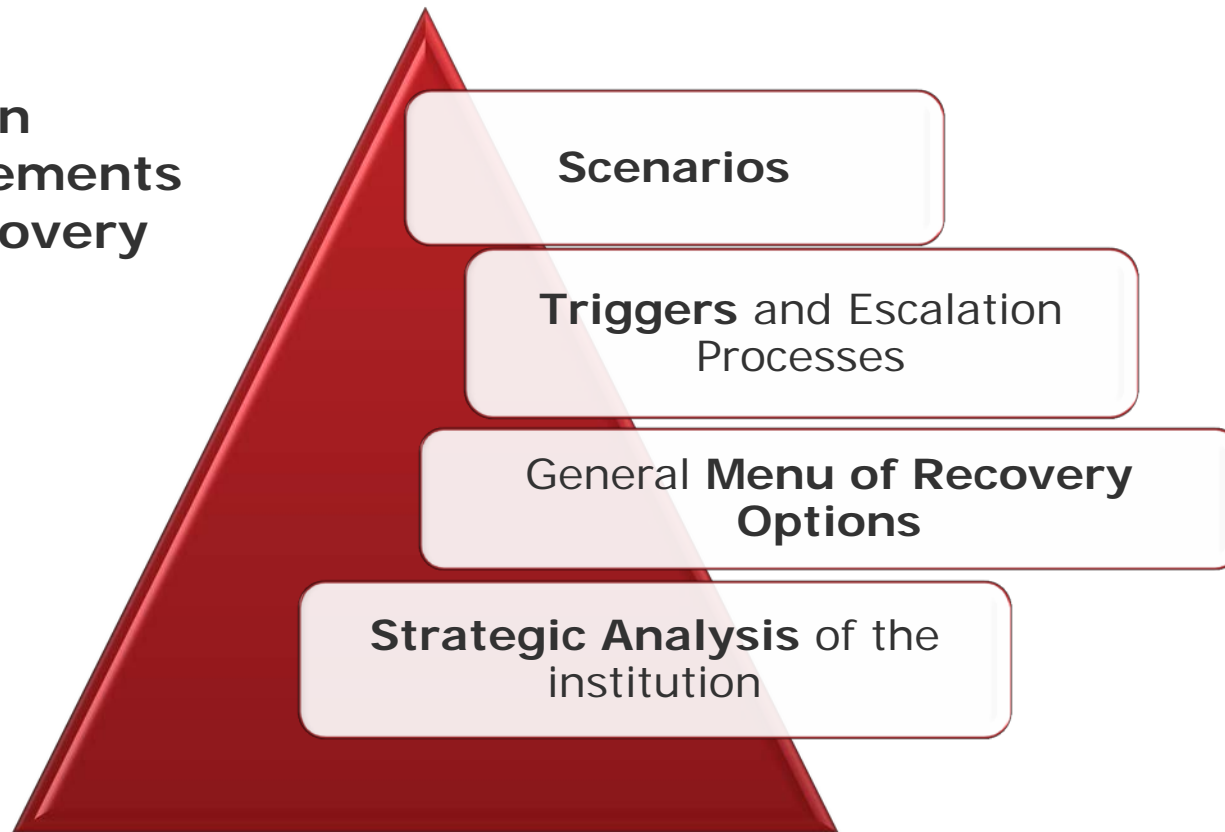 n
ements
overy
Scenarios
Triggers and Escalation
Processes
General Menu of Recovery
Options
Strategic Analysis of the
institution